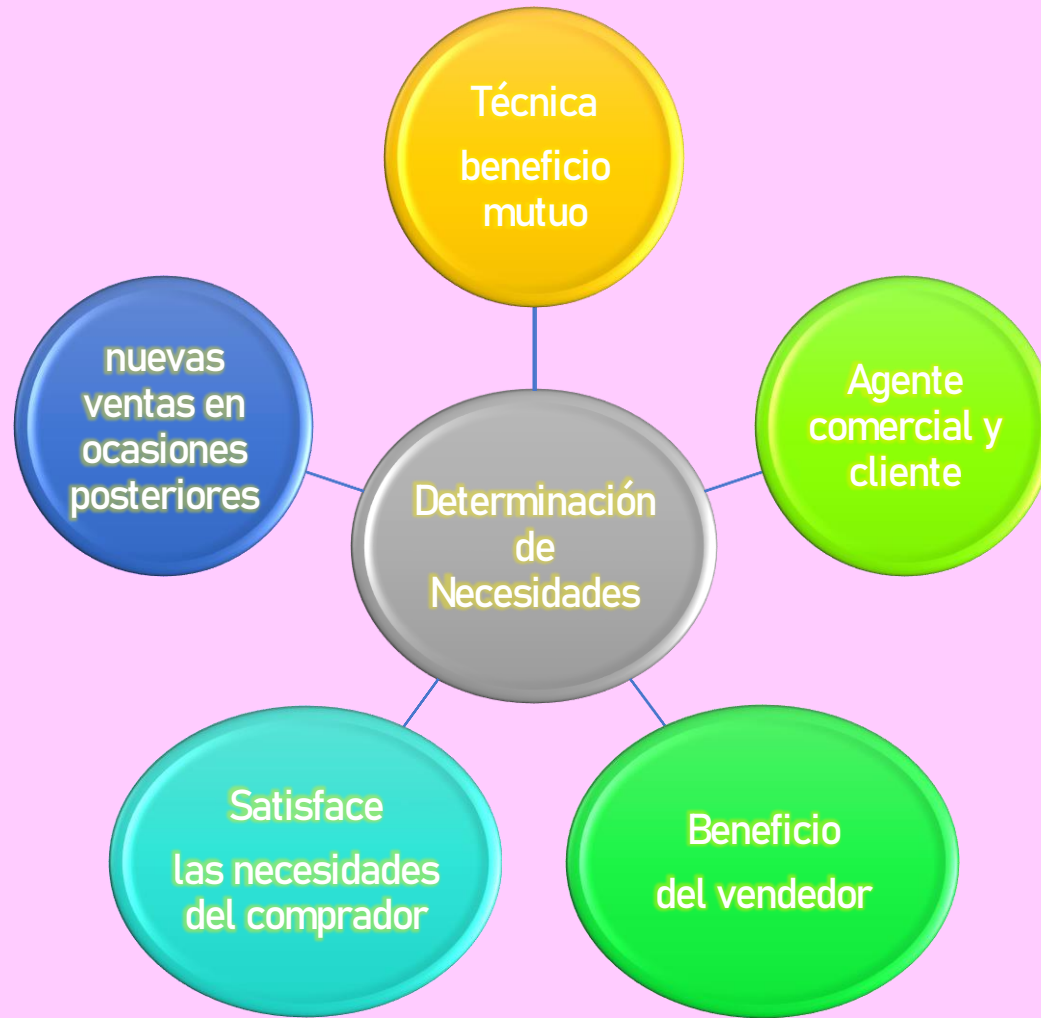 Técnica
beneficio
mutuo
Agente
comercial y
cliente
Beneficio
del vendedor
Satisface
las necesidades
del comprador
nuevas
ventas en
ocasiones
posteriores
Determinación
de
Necesidades